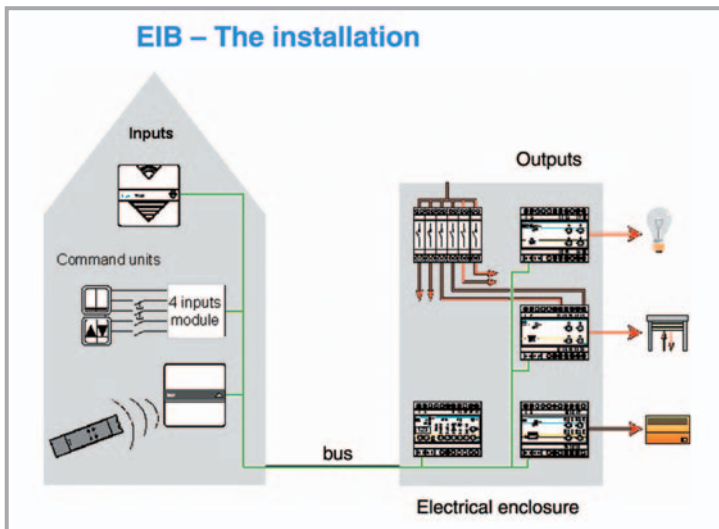 EIB – The installation
Inputs
Outputs
Command units
4 inputs
module
bus
Electrical enclosure